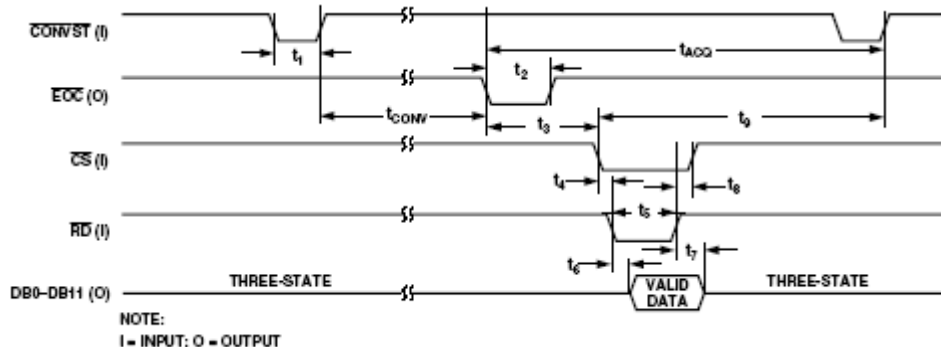 CONVST (I)
t1
tACQ
t2
EOC (O)
tCONV
t3
t9
CS (I)
t4
t8
t5
RD (I)
t6
t7
THREE-STATE
VALID
DATA
THREE-STATE
DB0–DB11 (O)
NOTE:
I = INPUT; O = OUTPUT